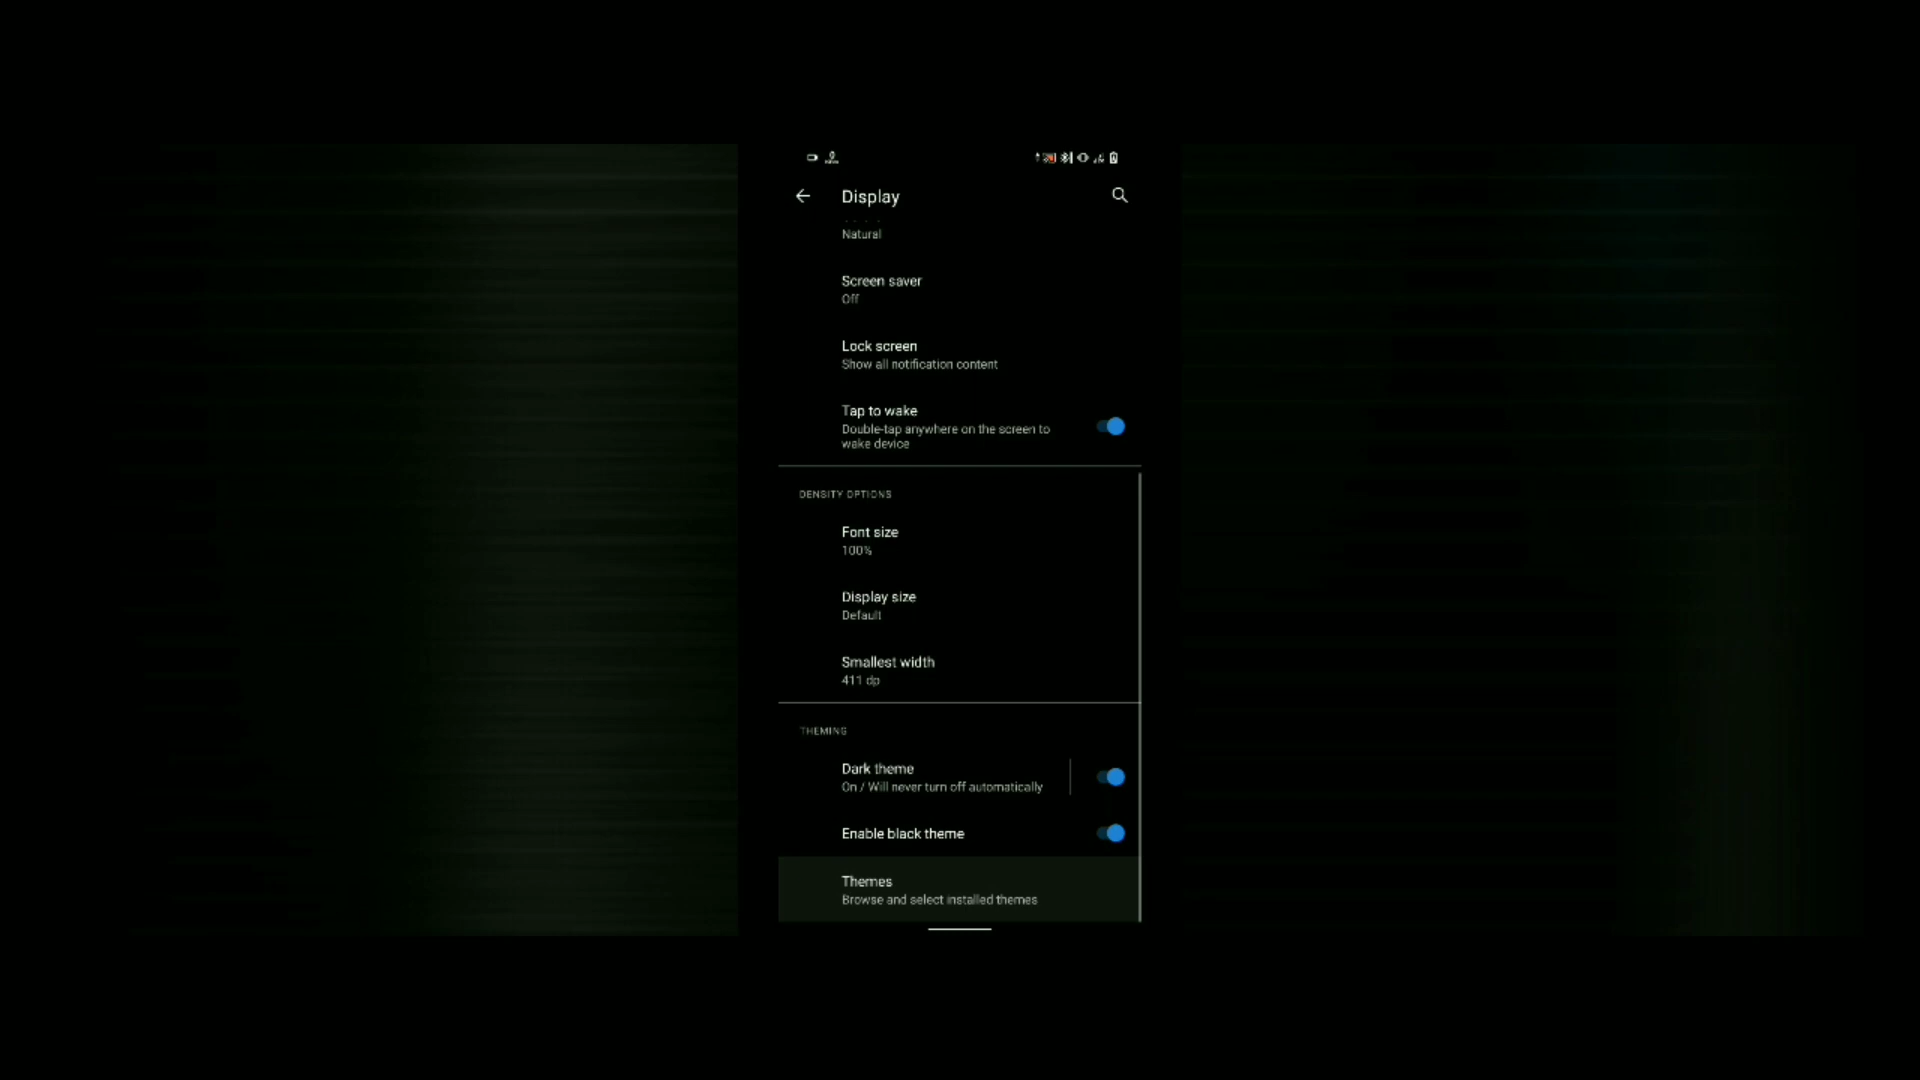 Display
Natural
Screen saver
Off
Lock screen
Show all notification content
Tap to wake
Double-tap anywhere on the screen to
wake device
DENSITY OPTIONS
Font size
100%
Display size
Default
Smallest width
411 dp
THEMING
Dark theme
On / Will never turn off automatically
Enable black theme
Themes
Browse and select installed themes